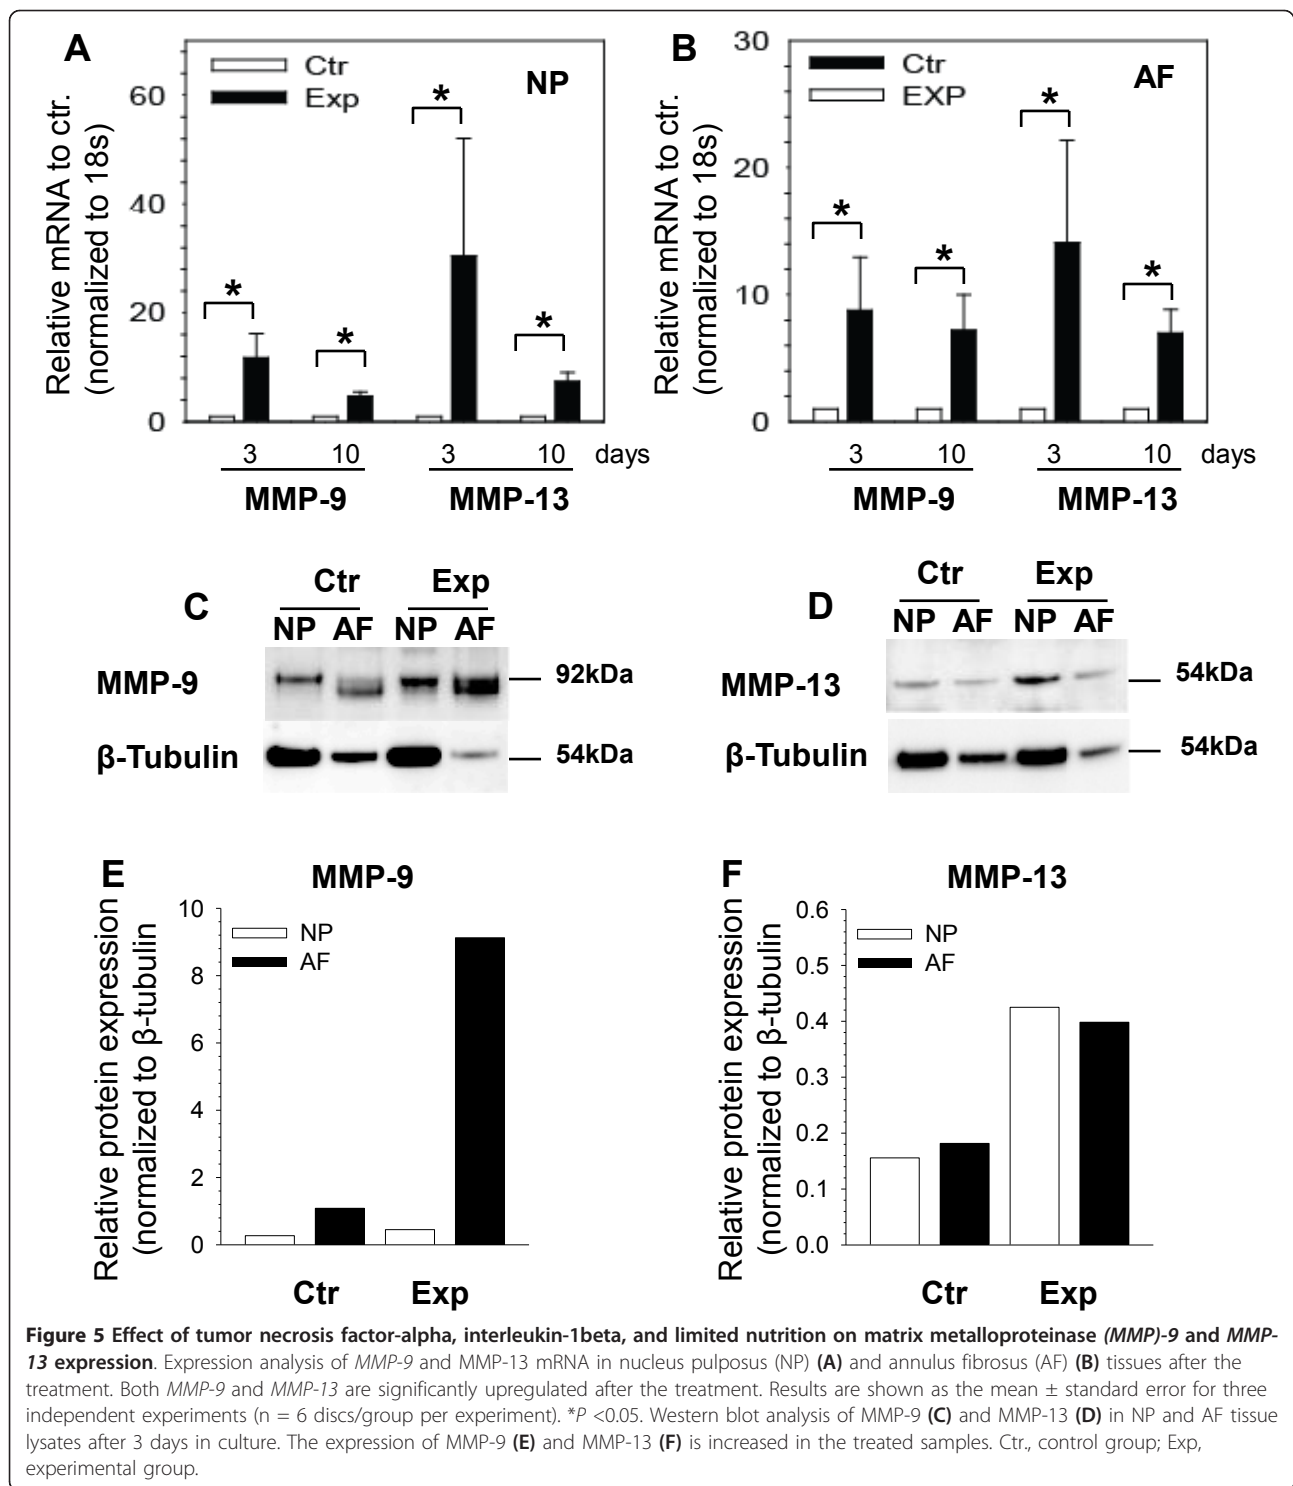 A
Ctr
Exp
NP
*
*
*
*
60
40
20
0
Relative mRNA to ctr.
(normalized to 18s)
3 10 3 10 days
MMP-9 MMP-13
B
Ctr
EXP
AF
*
*
*
*
30
20
10
0
Relative mRNA to ctr.
(normalized to 18s)
3 10 3 10 days
MMP-9 MMP-13
C
Ctr Exp
NP AF NP AF
MMP-9 92kDa
β-Tubulin 54kDa
D
Ctr Exp
NP AF NP AF
MMP-13 54kDa
β-Tubulin 54kDa
E
MMP-9
NP
AF
10
8
6
4
2
0
Relative protein expression
(normalized to β-tubulin
Ctr Exp
F
MMP-13
NP
AF
0.6
0.5
0.4
0.3
0.2
0.1
0.0
Relative protein expression
(normalized to β-tubulin
Ctr Exp
Figure 5 Effect of tumor necrosis factor-alpha, interleukin-1beta, and limited nutrition on matrix metalloproteinase (MMP)-9 and MMP-
13 expression. Expression analysis of MMP-9 and MMP-13 mRNA in nucleus pulposus (NP) (A) and annulus fibrosus (AF) (B) tissues after the
treatment. Both MMP-9 and MMP-13 are significantly upregulated after the treatment. Results are shown as the mean ± standard error for three
independent experiments (n = 6 discs/group per experiment). *P <0.05. Western blot analysis of MMP-9 (C) and MMP-13 (D) in NP and AF tissue
lysates after 3 days in culture. The expression of MMP-9 (E) and MMP-13 (F) is increased in the treated samples. Ctr., control group; Exp,
experimental group.